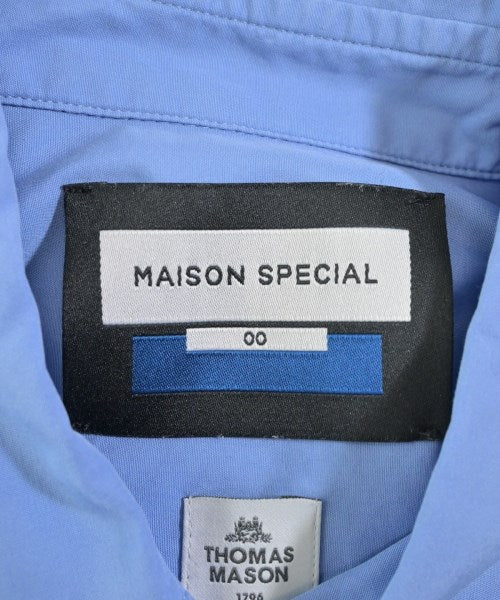 MAISON SPECIAL
00
THOMAS
MASON
1796